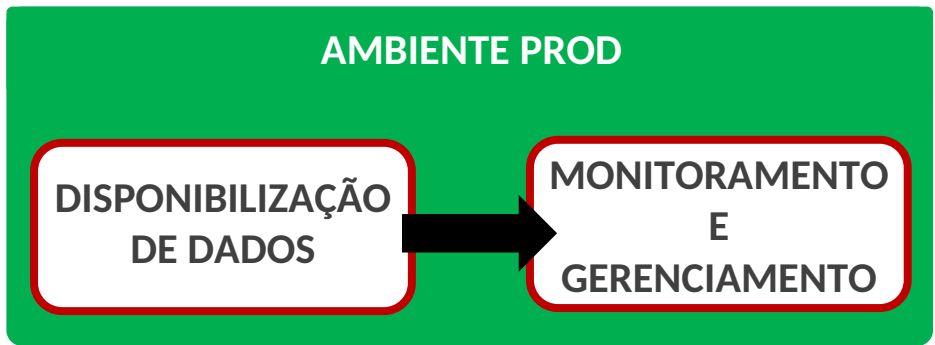 AMBIENTE PROD
DISPONIBILIZAÇÃO
DE DADOS
MONITORAMENTO
E
GERENCIAMENTO